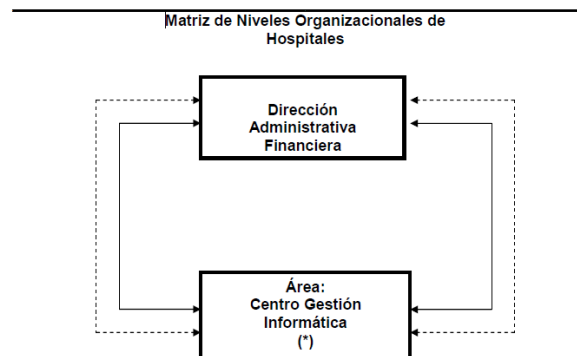 Matriz de Niveles Organizacionales de
Hospitales
Dirección
Administrativa
Financiera
Área:
Centro Gestión
Informática
(*)